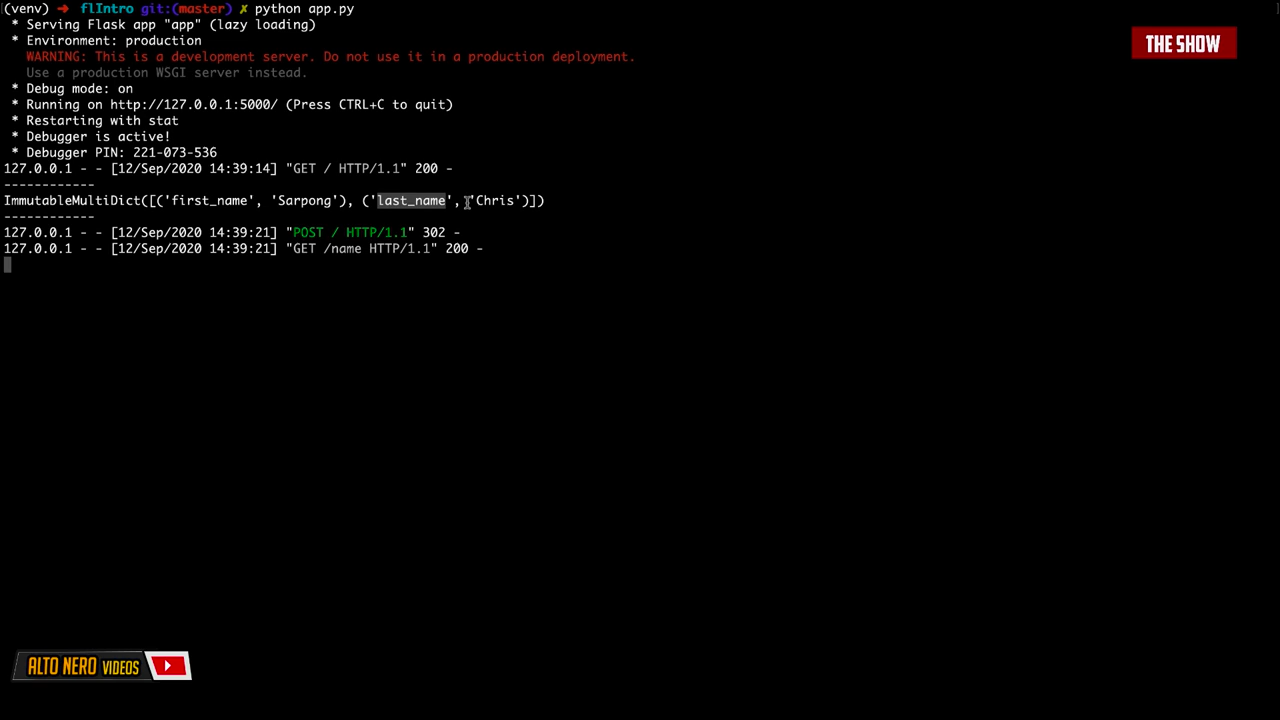 (venv) ➜ flIntro git:(master) ✗ python app.py
* Serving Flask app "app" (lazy loading)
* Environment: production
WARNING: This is a development server. Do not use it in a production deployment.
Use a production WSGI server instead.
* Debug mode: on
* Running on http://127.0.0.1:5000/ (Press CTRL+C to quit)
* Restarting with stat
* Debugger is active!
* Debugger PIN: 221-073-536
127.0.0.1 - - [12/Sep/2020 14:39:14] "GET / HTTP/1.1" 200 -
------------
ImmutableMultiDict([('first_name', 'Sarpong'), ('last_name', 'Chris')])
------------
127.0.0.1 - - [12/Sep/2020 14:39:21] "POST / HTTP/1.1" 302 -
127.0.0.1 - - [12/Sep/2020 14:39:21] "GET /name HTTP/1.1" 200 -
THE SHOW
ALTO NERO VIDEOS